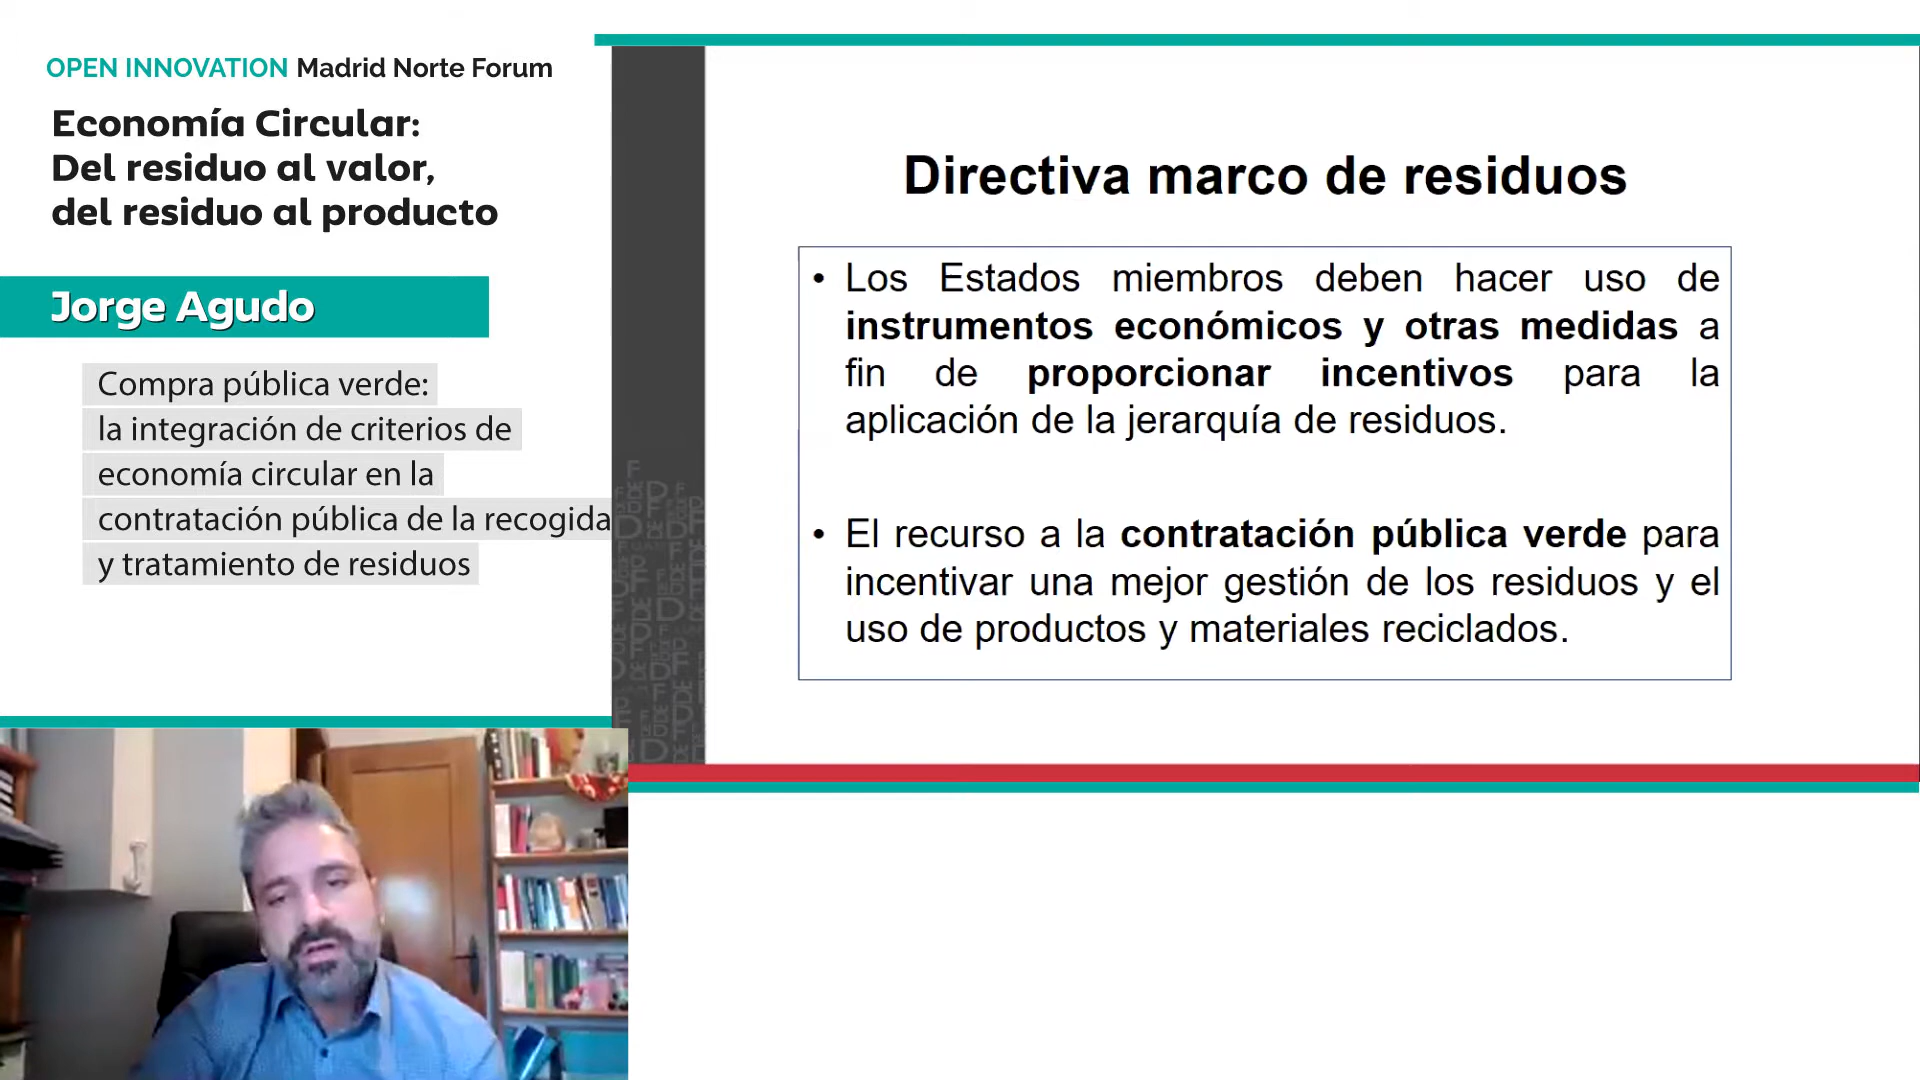 OPEN INNOVATION Madrid Norte Forum
Economía Circular:
Del residuo al valor,
del residuo al producto
Jorge Agudo
Compra pública verde:
la integración de criterios de
economía circular en la
contratación pública de la recogida
y tratamiento de residuos
Directiva marco de residuos
• Los Estados miembros deben hacer uso de
instrumentos económicos y otras medidas a
fin de proporcionar incentivos para la
aplicación de la jerarquía de residuos.
• El recurso a la contratación pública verde para
incentivar una mejor gestión de los residuos y el
uso de productos y materiales reciclados.